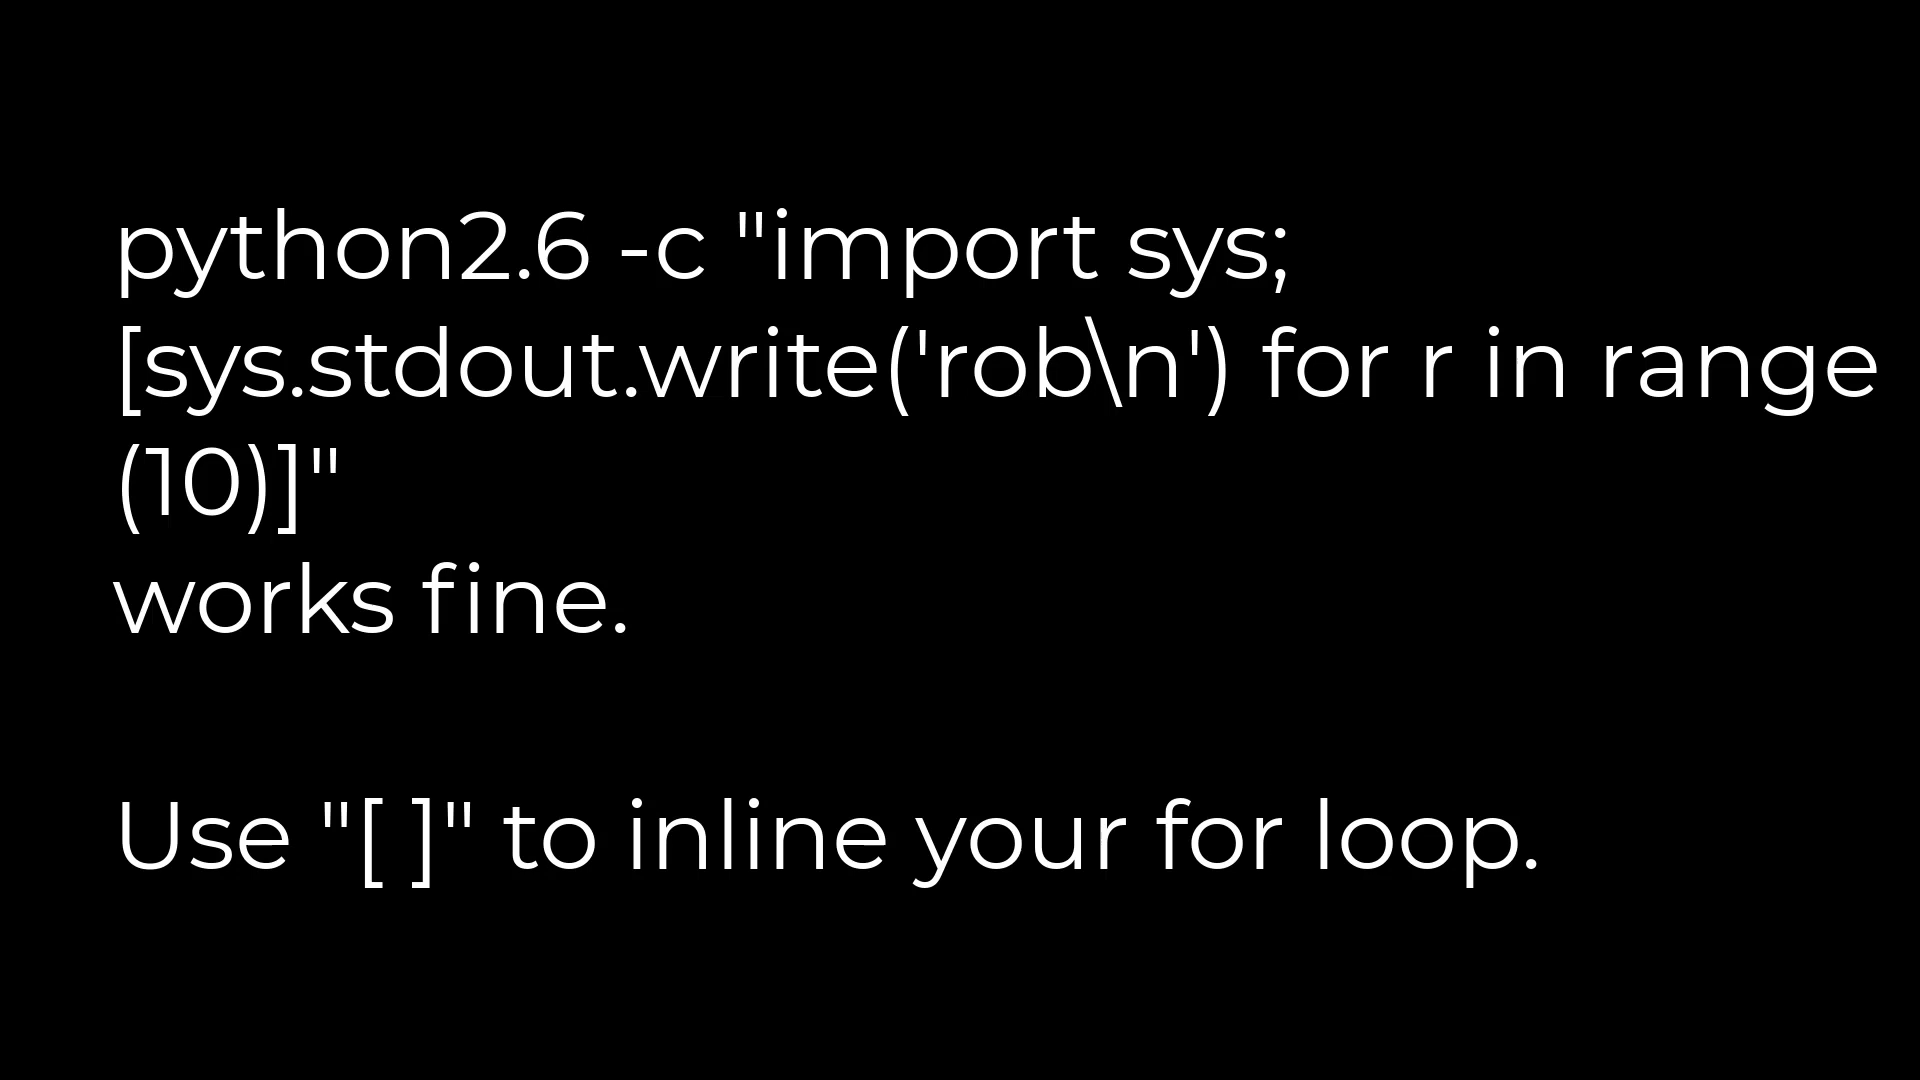 python2.6 -c "import sys;
[sys.stdout.write('rob\n') for r in range
(10)]"
works fine.
Use "[ ]" to inline your for loop.